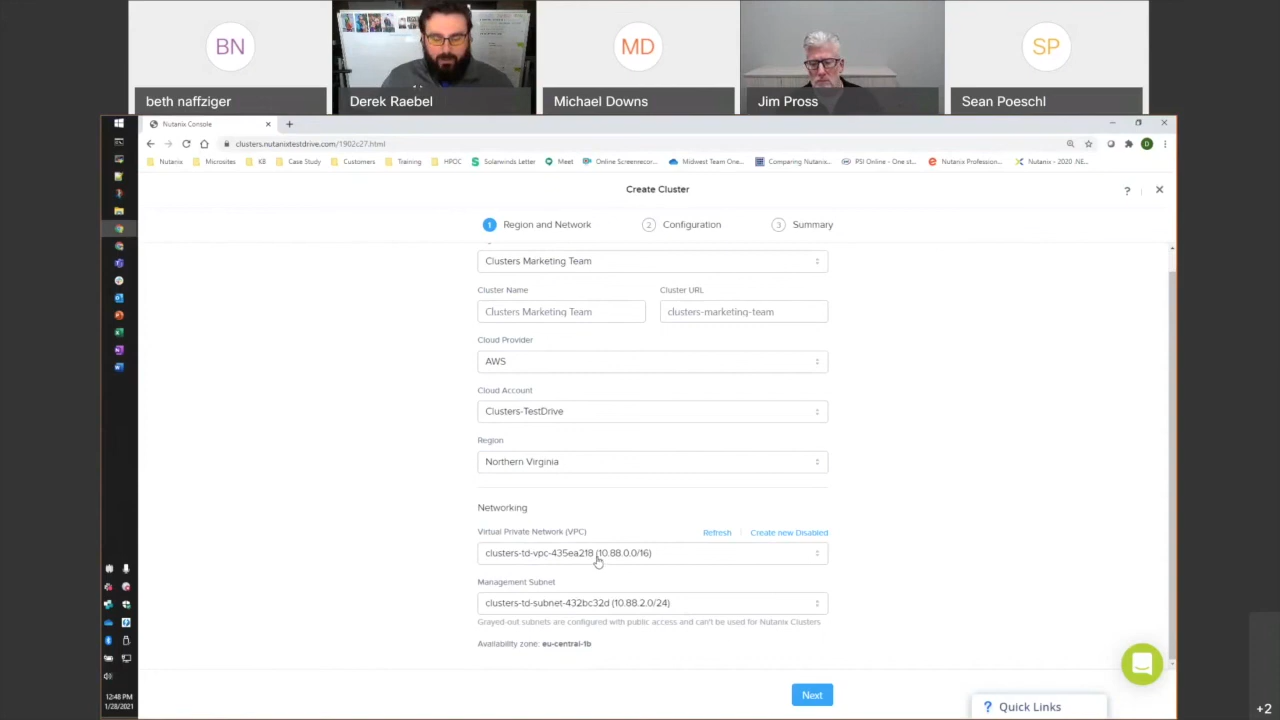 BN
MD
SP
beth naffziger
Derek Raebel
Michael Downs
Jim Pross
Sean Poeschl
Nutanix Console
clusters.nutanixtestdrive.com/1902c27.html
Nutanix
Microsites
KB
Case Study
Customers
Training
HPOC
Solarwinds Letter
Meet
Online Screenrecor...
Midwest Team One...
Comparing Nutanix...
PSI Online - One st...
Nutanix Profession...
Nutanix - 2020 .NE...
Create Cluster
1 Region and Network
2 Configuration
3 Summary
Clusters Marketing Team
Cluster Name
Cluster URL
Clusters Marketing Team
clusters-marketing-team
Cloud Provider
AWS
Cloud Account
Clusters-TestDrive
Region
Northern Virginia
Networking
Virtual Private Network (VPC)
Refresh
Create new Disabled
clusters-td-vpc-435ea218 (10.88.0.0/16)
Management Subnet
clusters-td-subnet-432bc32d (10.88.2.0/24)
Grayed-out subnets are configured with public access and can't be used for Nutanix Clusters
Availability zone: eu-central-1b
Next
? Quick Links
12:48 PM
1/28/2021
+2